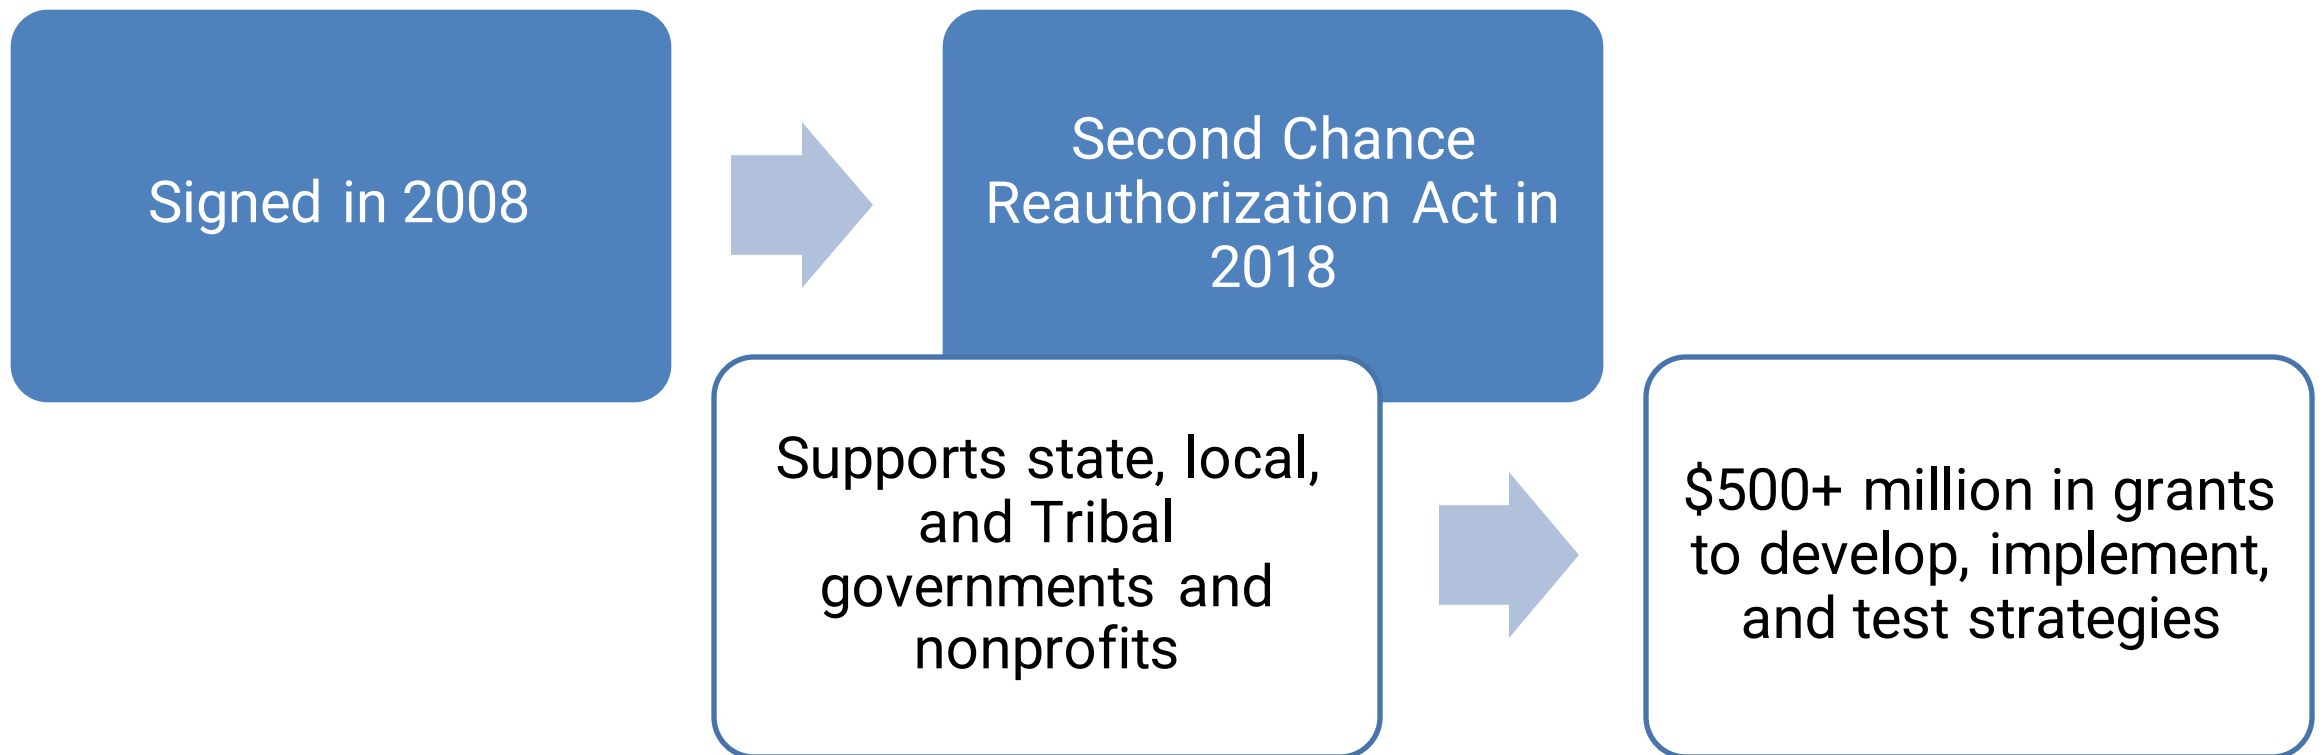 Signed in 2008
Second Chance
Reauthorization Act in
2018
Supports state, local,
and Tribal
governments and
nonprofits
$500+ million in grants
to develop, implement,
and test strategies